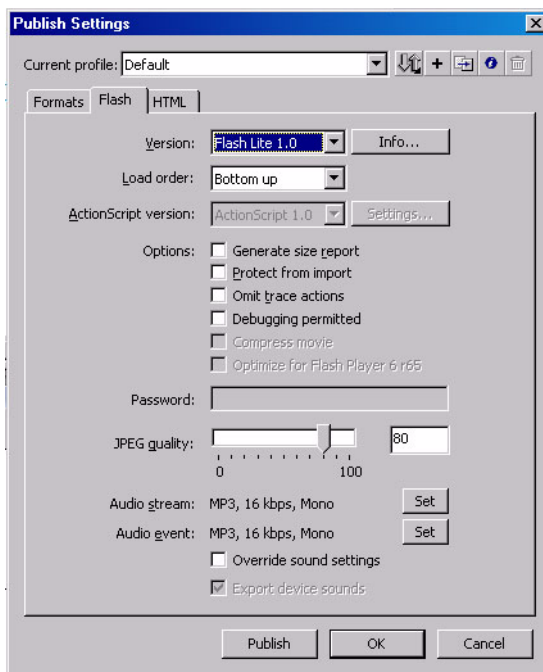 Publish Settings
Current profile: Default
Formats Flash HTML
Version: Flash Lite 1.0 Info...
Load order: Bottom up
ActionScript version: ActionScript 1.0 Settings...
Options: Generate size report
Protect from import
Omit trace actions
Debugging permitted
Compress movie
Optimize for Flash Player 6 r65
Password:
JPEG quality: 80
0 100
Audio stream: MP3, 16 kbps, Mono Set
Audio event: MP3, 16 kbps, Mono Set
Override sound settings
Export device sounds
Publish OK Cancel